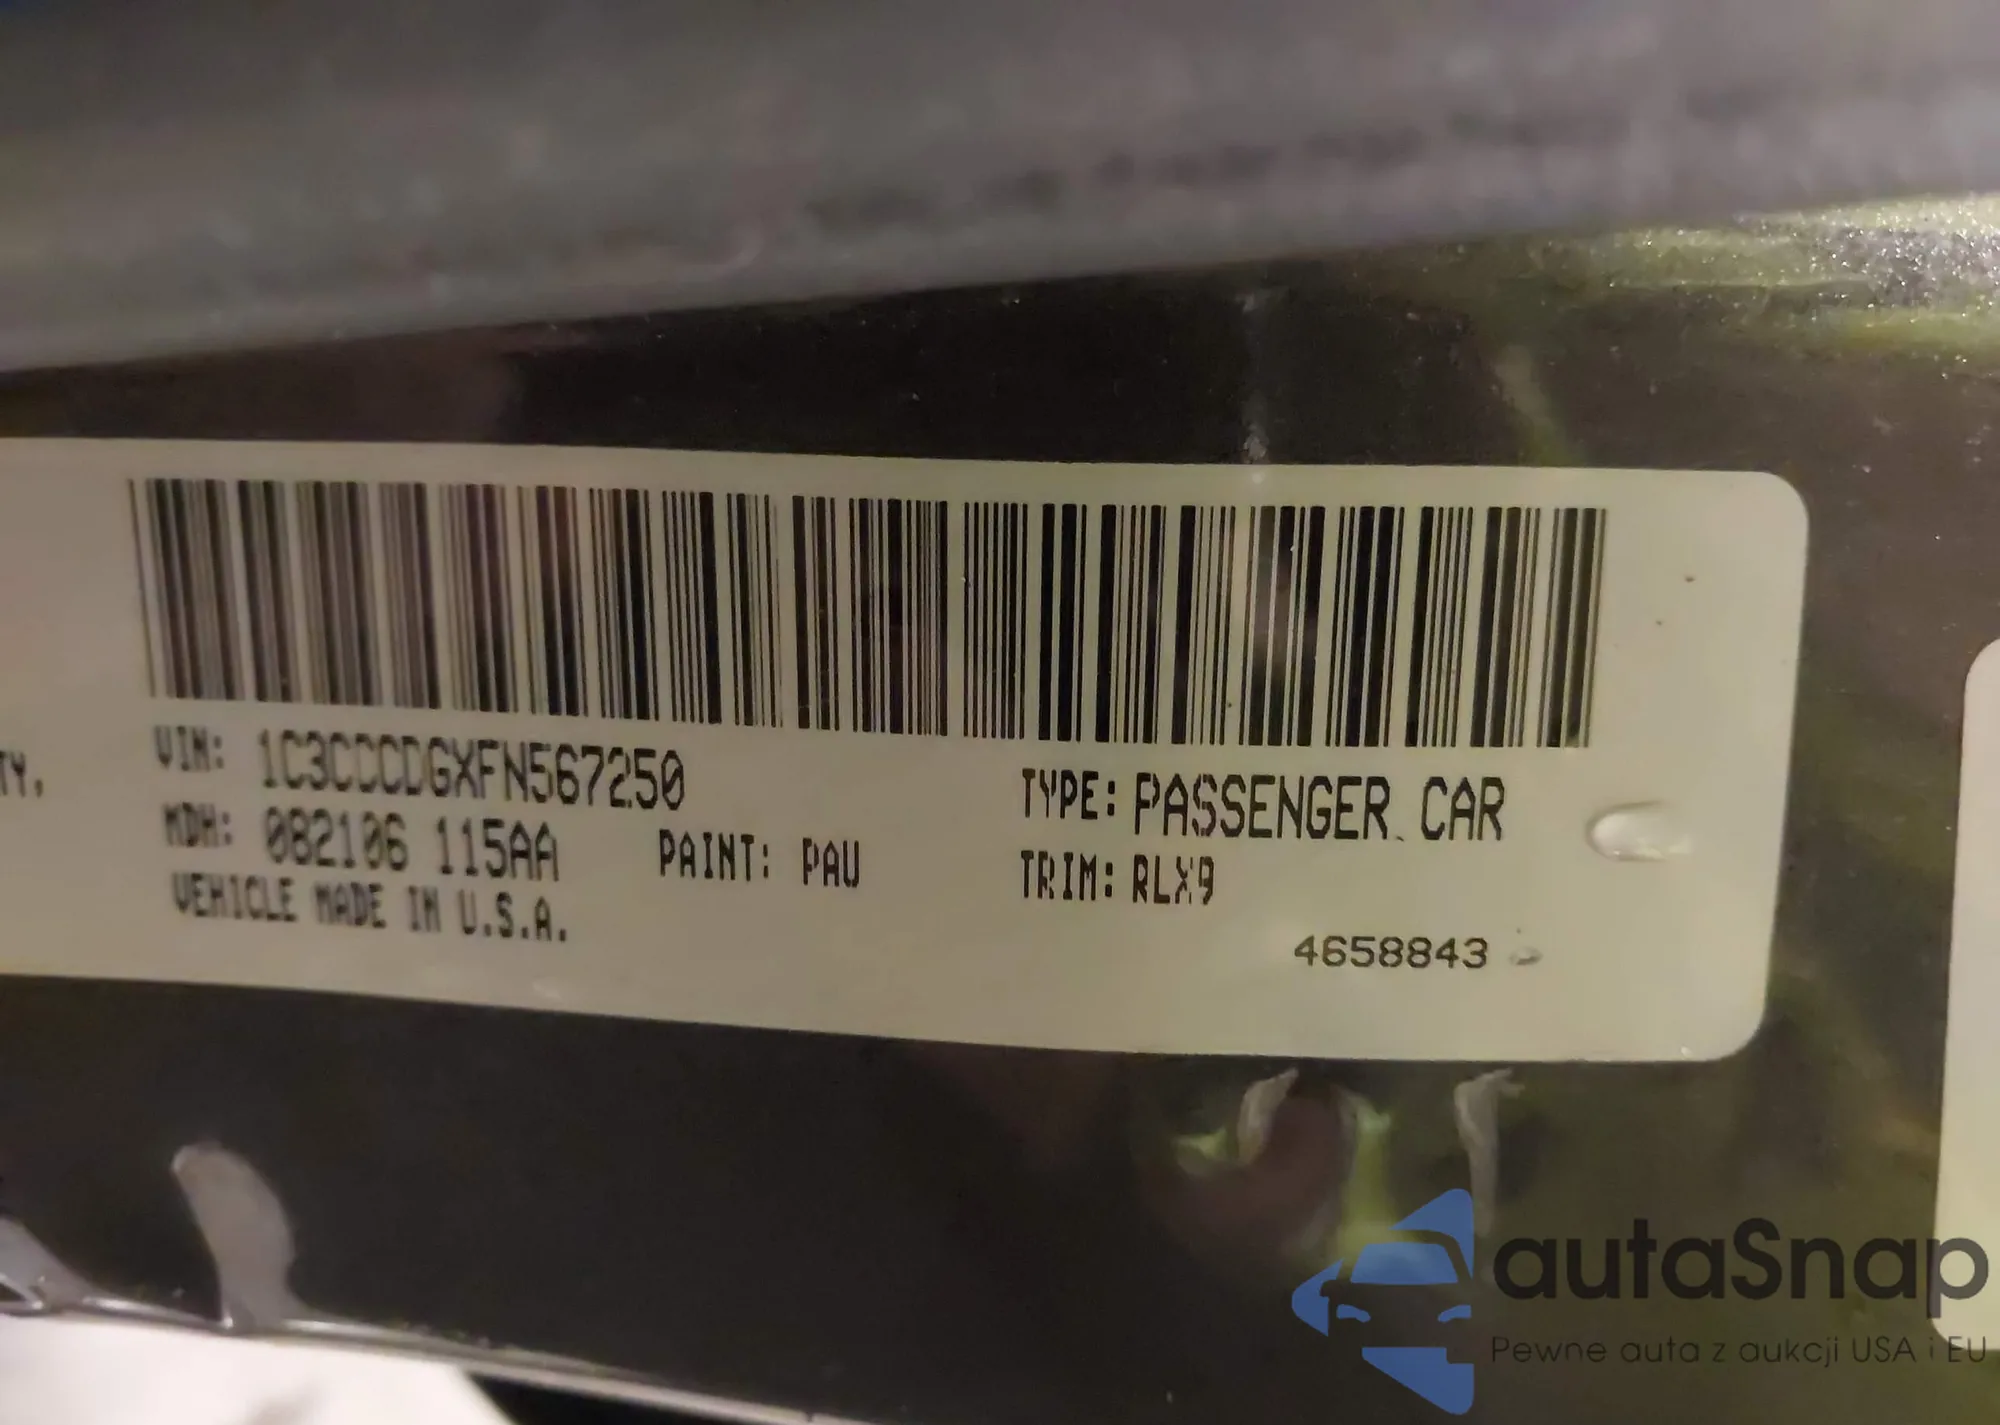 TY,
VIN: 1C3CCCDGXFN567250
MDH: 082106 115AA
PAINT: PAU
VEHICLE MADE IN U.S.A.
TYPE: PASSENGER CAR
TRIM: RLX9
4658843
autaSnap
Pewne auta z aukcji USA i EU